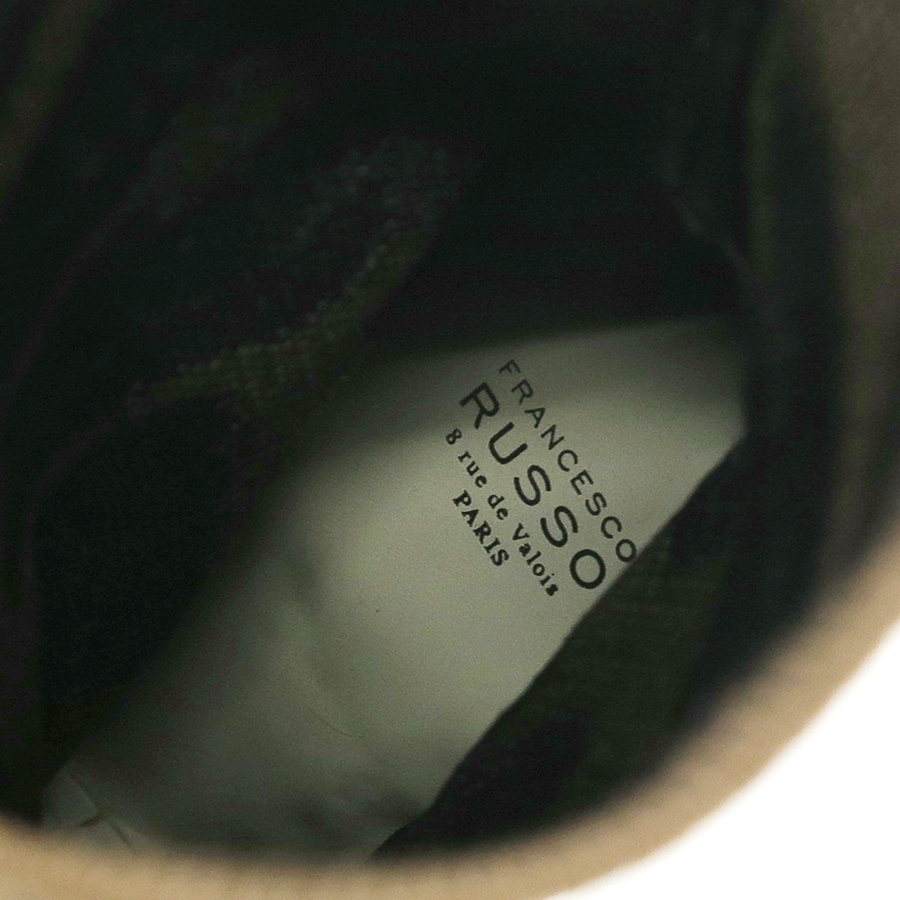 FRANCESCO
RUSSO
8 rue de Valois
PARIS